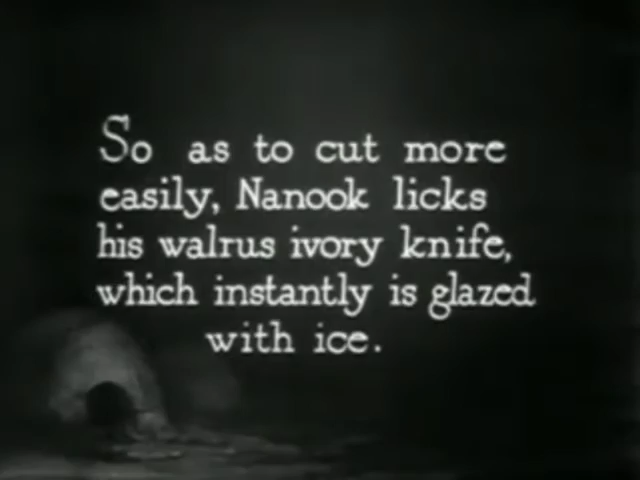 So as to cut more
easily, Nanook licks
his walrus ivory knife,
which instantly is glazed
with ice.